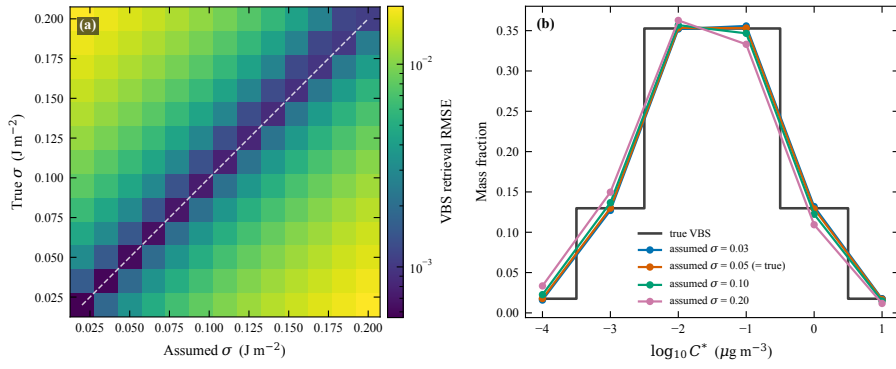 (a)
0.200
0.175
0.150
0.125
0.100
0.075
0.050
0.025
True σ (J m⁻²)
0.025 0.050 0.075 0.100 0.125 0.150 0.175 0.200
Assumed σ (J m⁻²)
10⁻²
10⁻³
VBS retrieval RMSE
(b)
0.35
0.30
0.25
0.20
0.15
0.10
0.05
0.00
Mass fraction
true VBS
assumed σ = 0.03
assumed σ = 0.05 (= true)
assumed σ = 0.10
assumed σ = 0.20
−4 −3 −2 −1 0 1
log₁₀ C* (μg m⁻³)